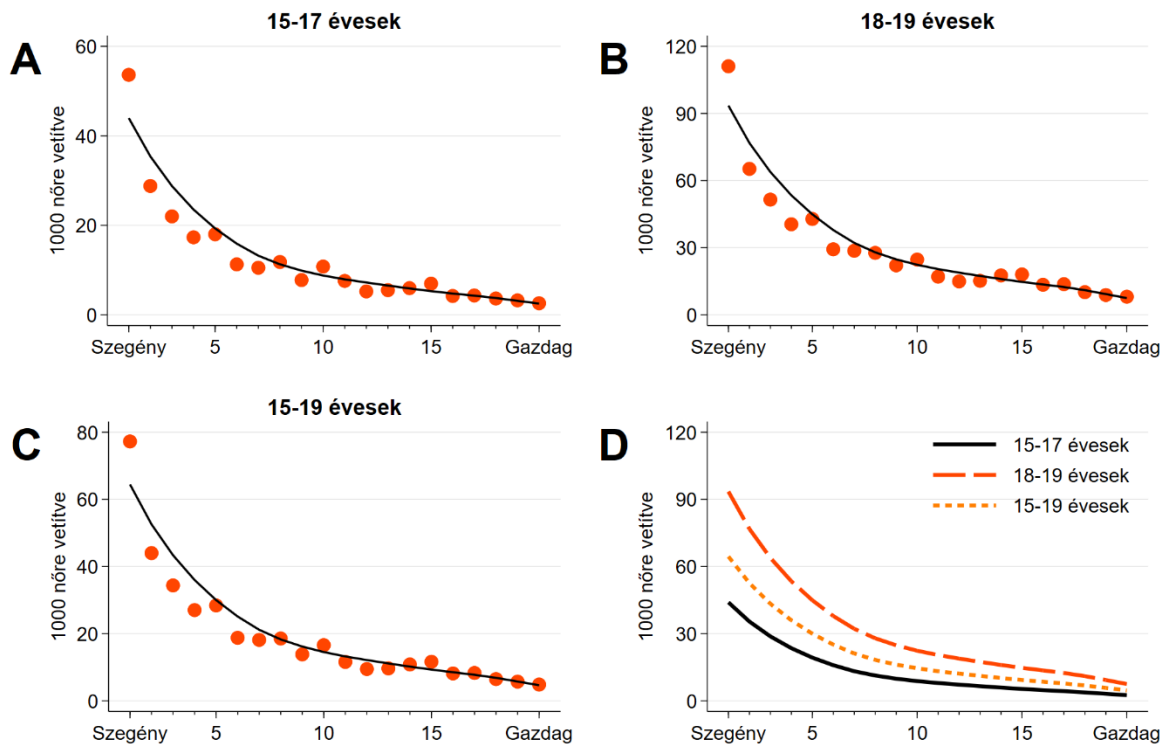 15-17 évesek
A
1000 nőre vetítve
60
40
20
0
Szegény 5 10 15 Gazdag
18-19 évesek
B
1000 nőre vetítve
120
90
60
30
0
Szegény 5 10 15 Gazdag
15-19 évesek
C
1000 nőre vetítve
80
60
40
20
0
Szegény 5 10 15 Gazdag
D
1000 nőre vetítve
120
90
60
30
0
Szegény 5 10 15 Gazdag
15-17 évesek
18-19 évesek
15-19 évesek